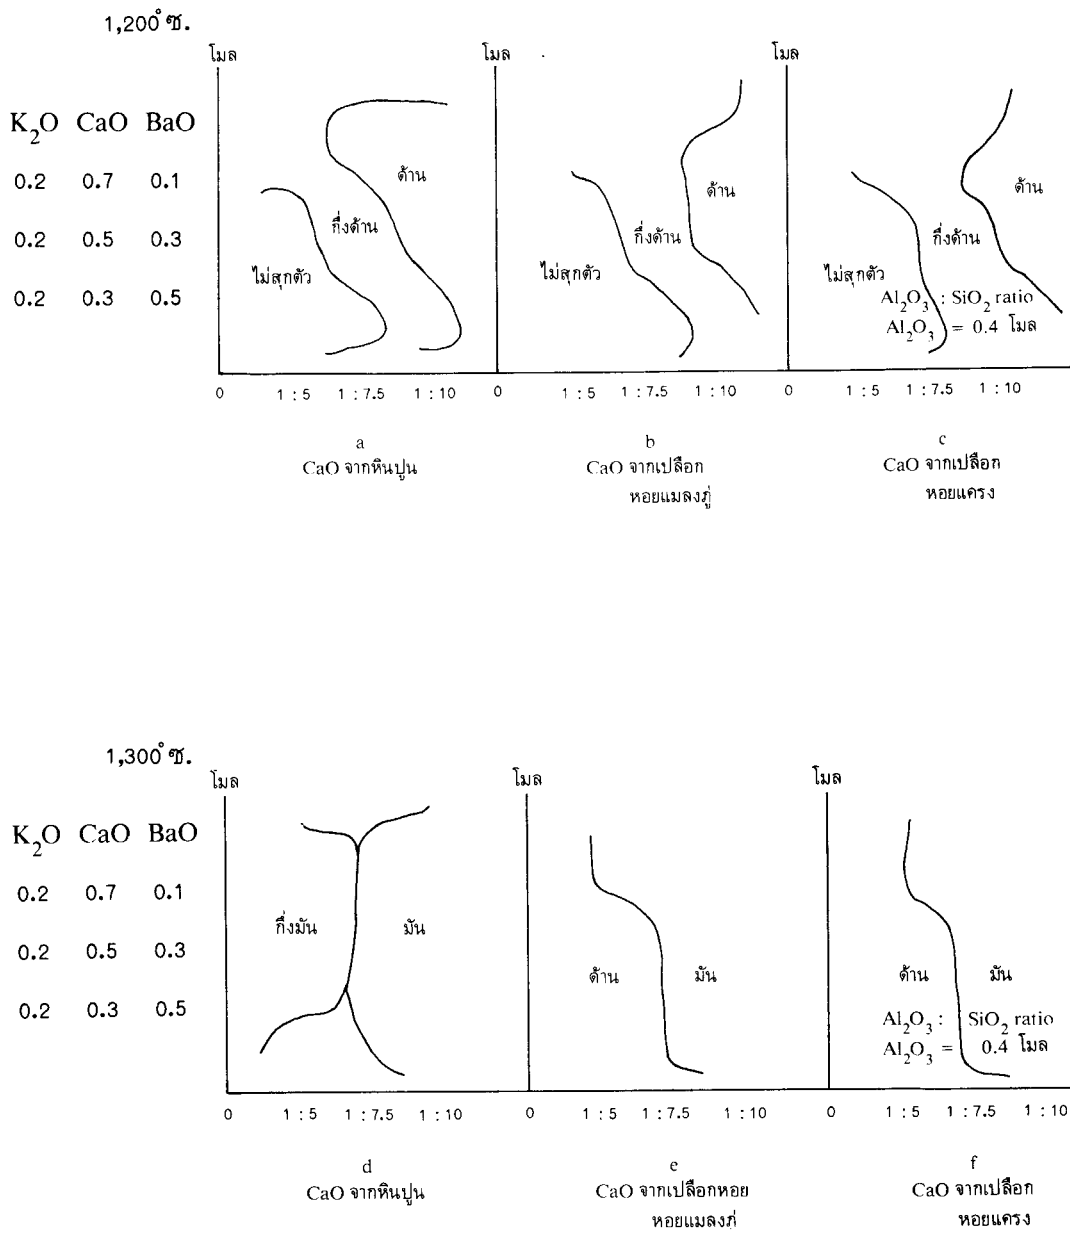 1,200°ซ.
โมล โมล โมล
K₂O CaO BaO
0.2 0.7 0.1
0.2 0.5 0.3
0.2 0.3 0.5
ด้าน
กึ่งด้าน
ไม่สุกตัว
ด้าน
กึ่งด้าน
ไม่สุกตัว
ด้าน
กึ่งด้าน
ไม่สุกตัว
Al₂O₃ : SiO₂ ratio
Al₂O₃ = 0.4 โมล
0 1 : 5 1 : 7.5 1 : 10
0 1 : 5 1 : 7.5 1 : 10
0 1 : 5 1 : 7.5 1 : 10
a
CaO จากหินปูน
b
CaO จากเปลือก
หอยแมลงภู่
c
CaO จากเปลือก
หอยแครง
1,300°ซ.
โมล โมล โมล
K₂O CaO BaO
0.2 0.7 0.1
0.2 0.5 0.3
0.2 0.3 0.5
กึ่งมัน มัน
ด้าน มัน
ด้าน มัน
Al₂O₃ : SiO₂ ratio
Al₂O₃ = 0.4 โมล
0 1 : 5 1 : 7.5 1 : 10
0 1 : 5 1 : 7.5 1 : 10
0 1 : 5 1 : 7.5 1 : 10
d
CaO จากหินปูน
e
CaO จากเปลือกหอย
หอยแมลงภู่
f
CaO จากเปลือก
หอยแครง